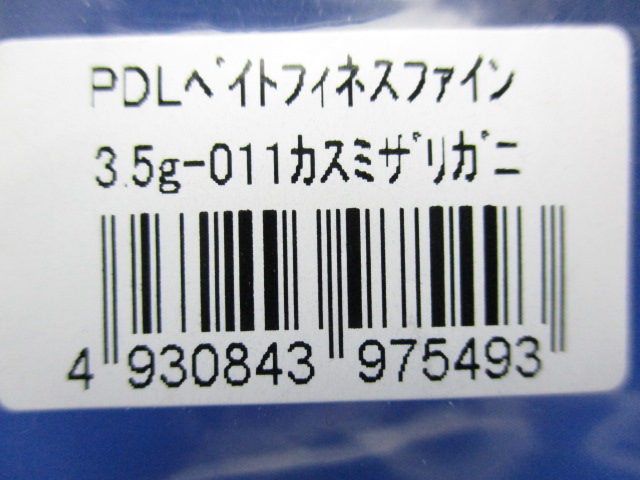 PDLﾍﾞｲﾄﾌｨﾈｽﾌｧｲﾝ
3.5g-011ｶｽﾐｻﾞﾘｶﾞﾆ
4 930843 975493